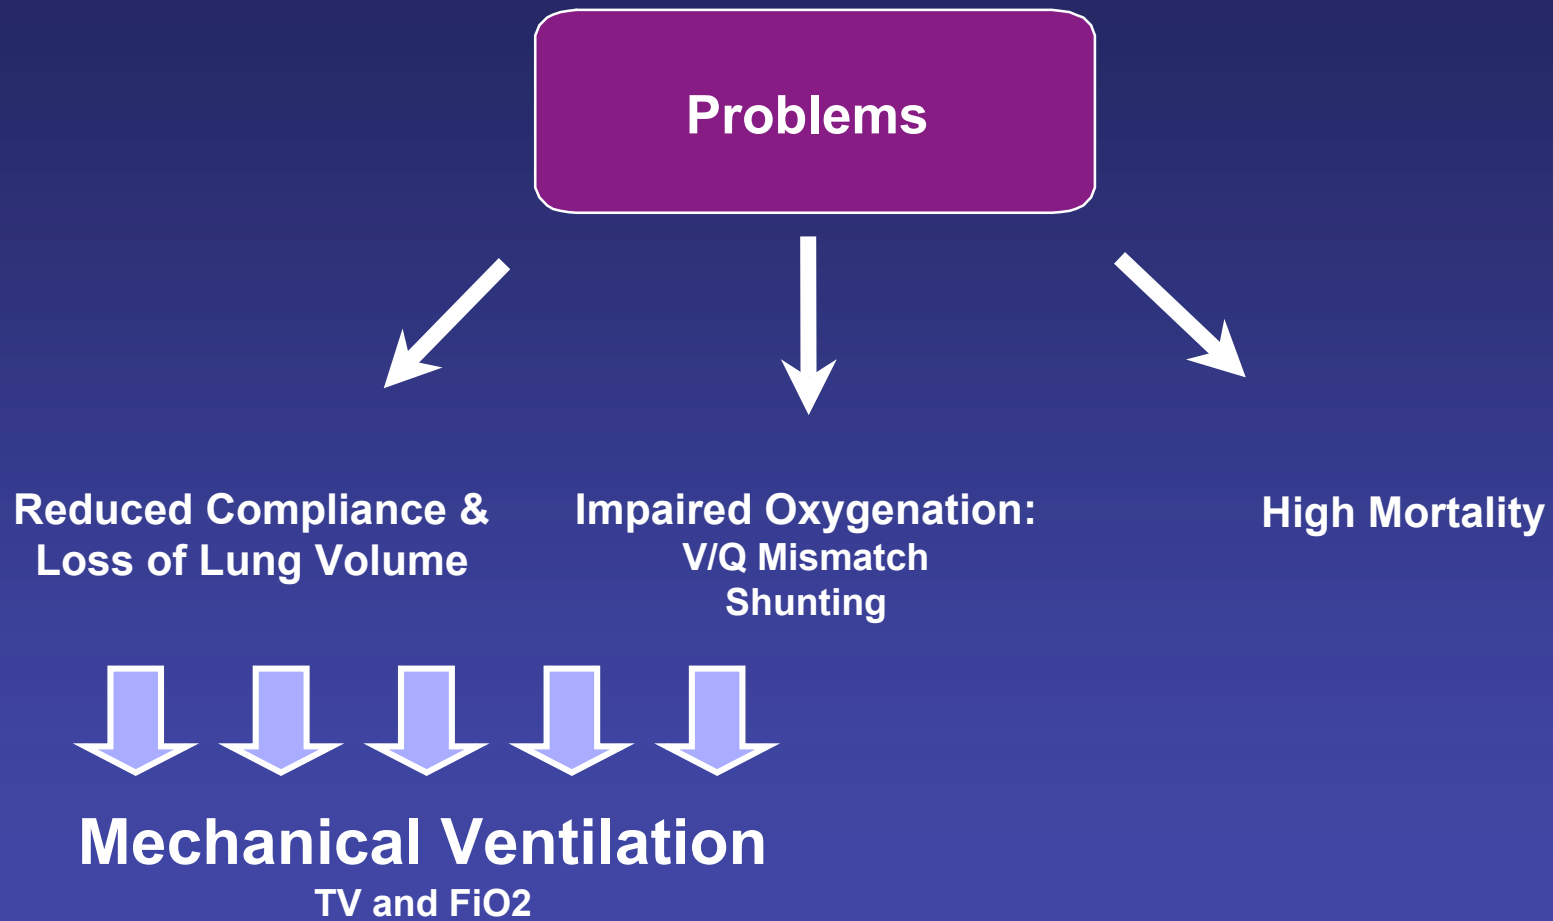 Problems
Reduced Compliance &
Loss of Lung Volume
Impaired Oxygenation:
V/Q Mismatch
Shunting
High Mortality
Mechanical Ventilation
TV and FiO2